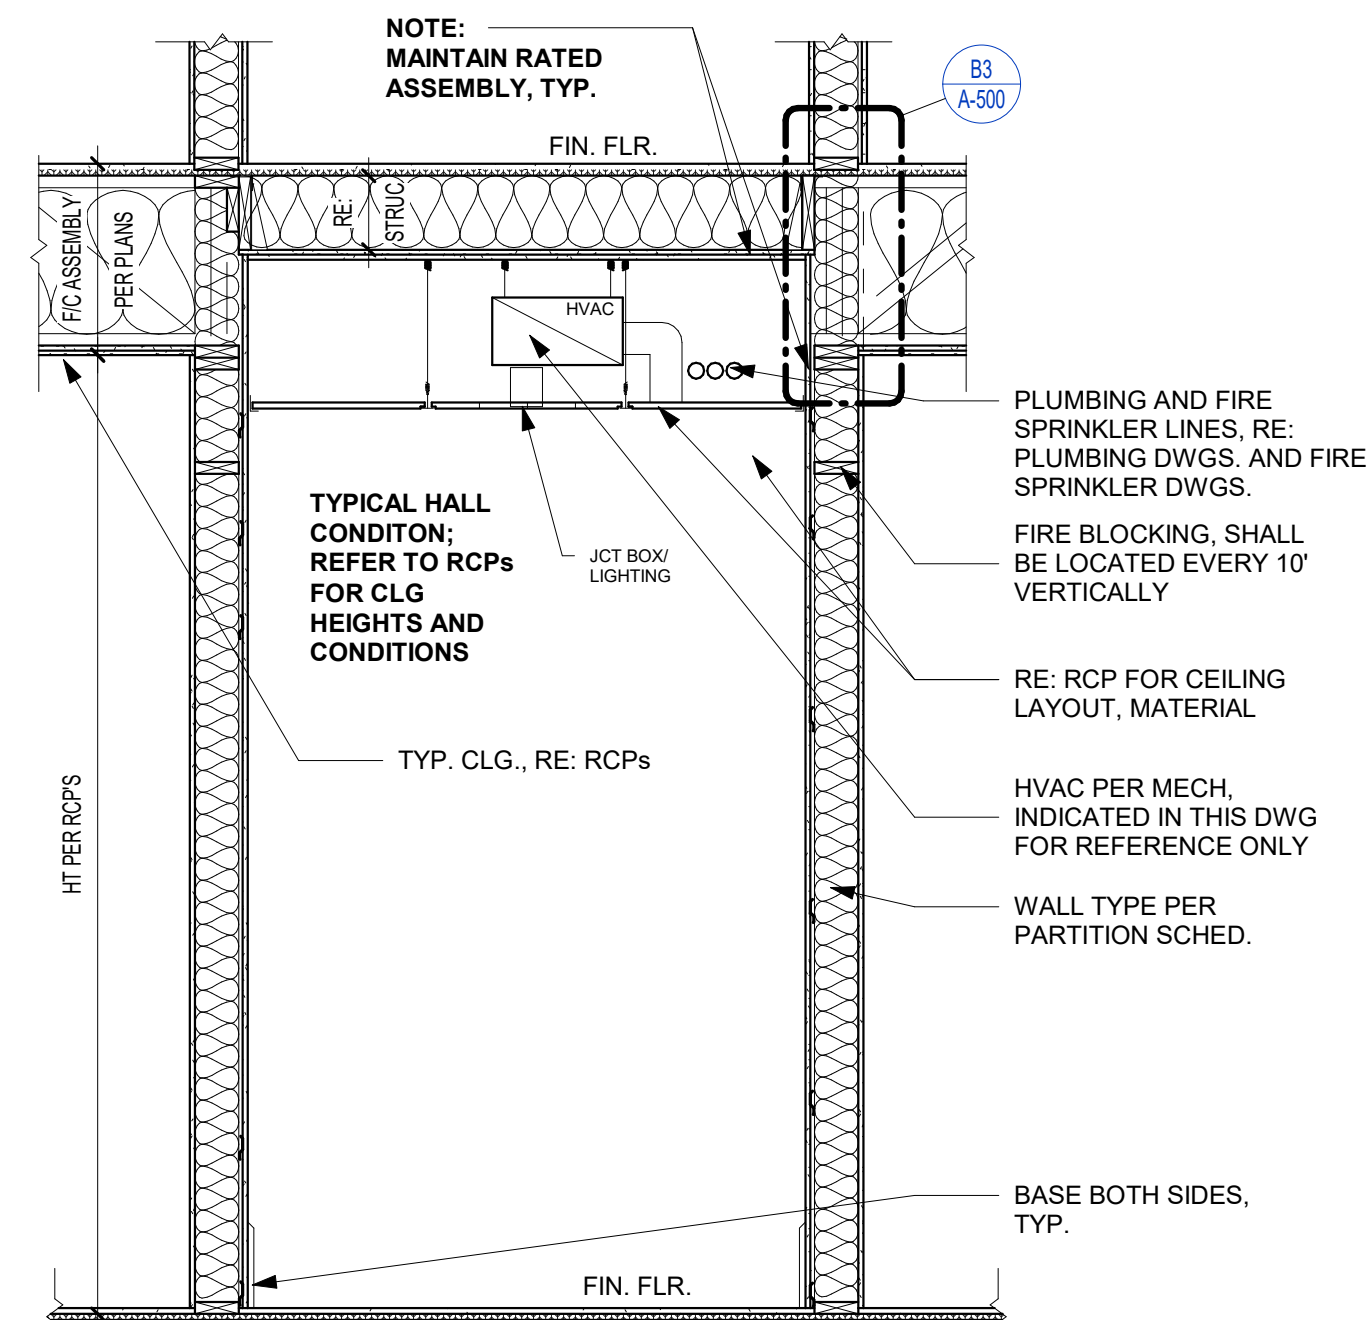 NOTE:
MAINTAIN RATED
ASSEMBLY, TYP.
B3
A-500
FIN. FLR.
F/C ASSEMBLY
PER PLANS
RE:
STRUC
HVAC
PLUMBING AND FIRE
SPRINKLER LINES, RE:
PLUMBING DWGS. AND FIRE
SPRINKLER DWGS.
TYPICAL HALL
CONDITON;
REFER TO RCPs
FOR CLG
HEIGHTS AND
CONDITIONS
JCT BOX/
LIGHTING
FIRE BLOCKING, SHALL
BE LOCATED EVERY 10'
VERTICALLY
RE: RCP FOR CEILING
LAYOUT, MATERIAL
TYP. CLG., RE: RCPs
HVAC PER MECH,
INDICATED IN THIS DWG
FOR REFERENCE ONLY
HT PER RCP'S
WALL TYPE PER
PARTITION SCHED.
BASE BOTH SIDES,
TYP.
FIN. FLR.